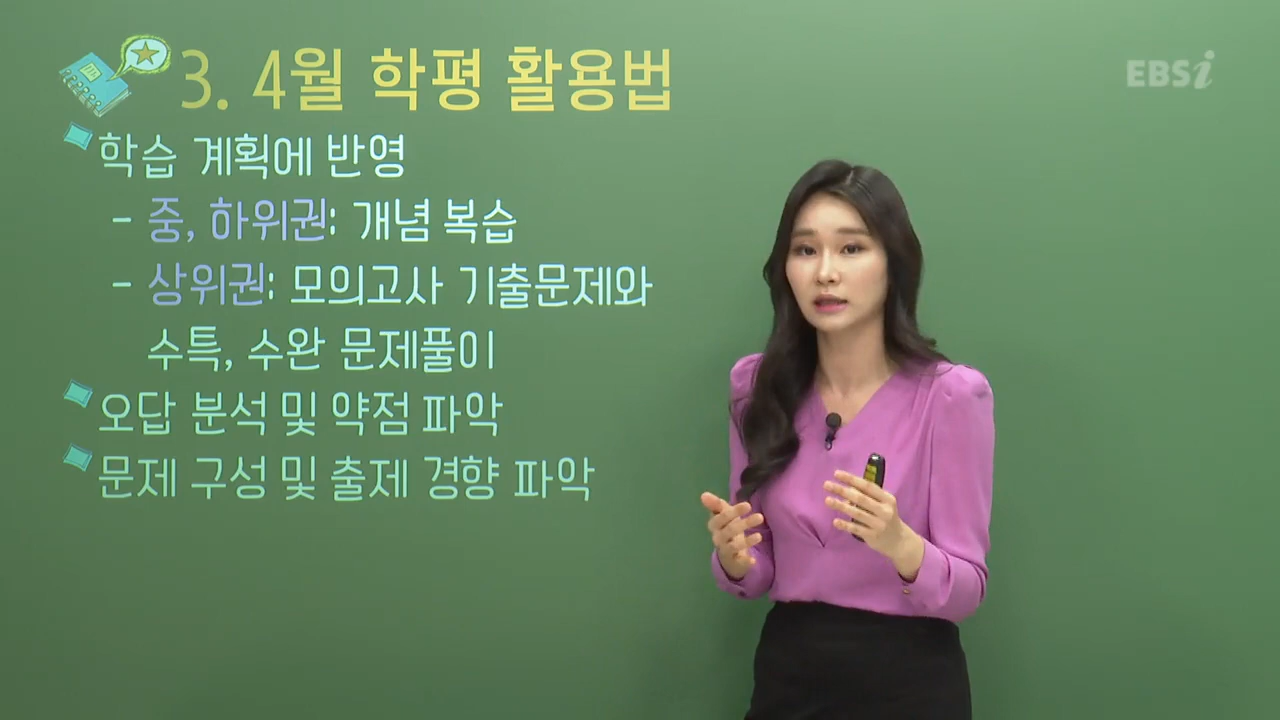 3. 4월 학평 활용법
EBSi
학습 계획에 반영
- 중, 하위권: 개념 복습
- 상위권: 모의고사 기출문제와
수특, 수완 문제풀이
오답 분석 및 약점 파악
문제 구성 및 출제 경향 파악